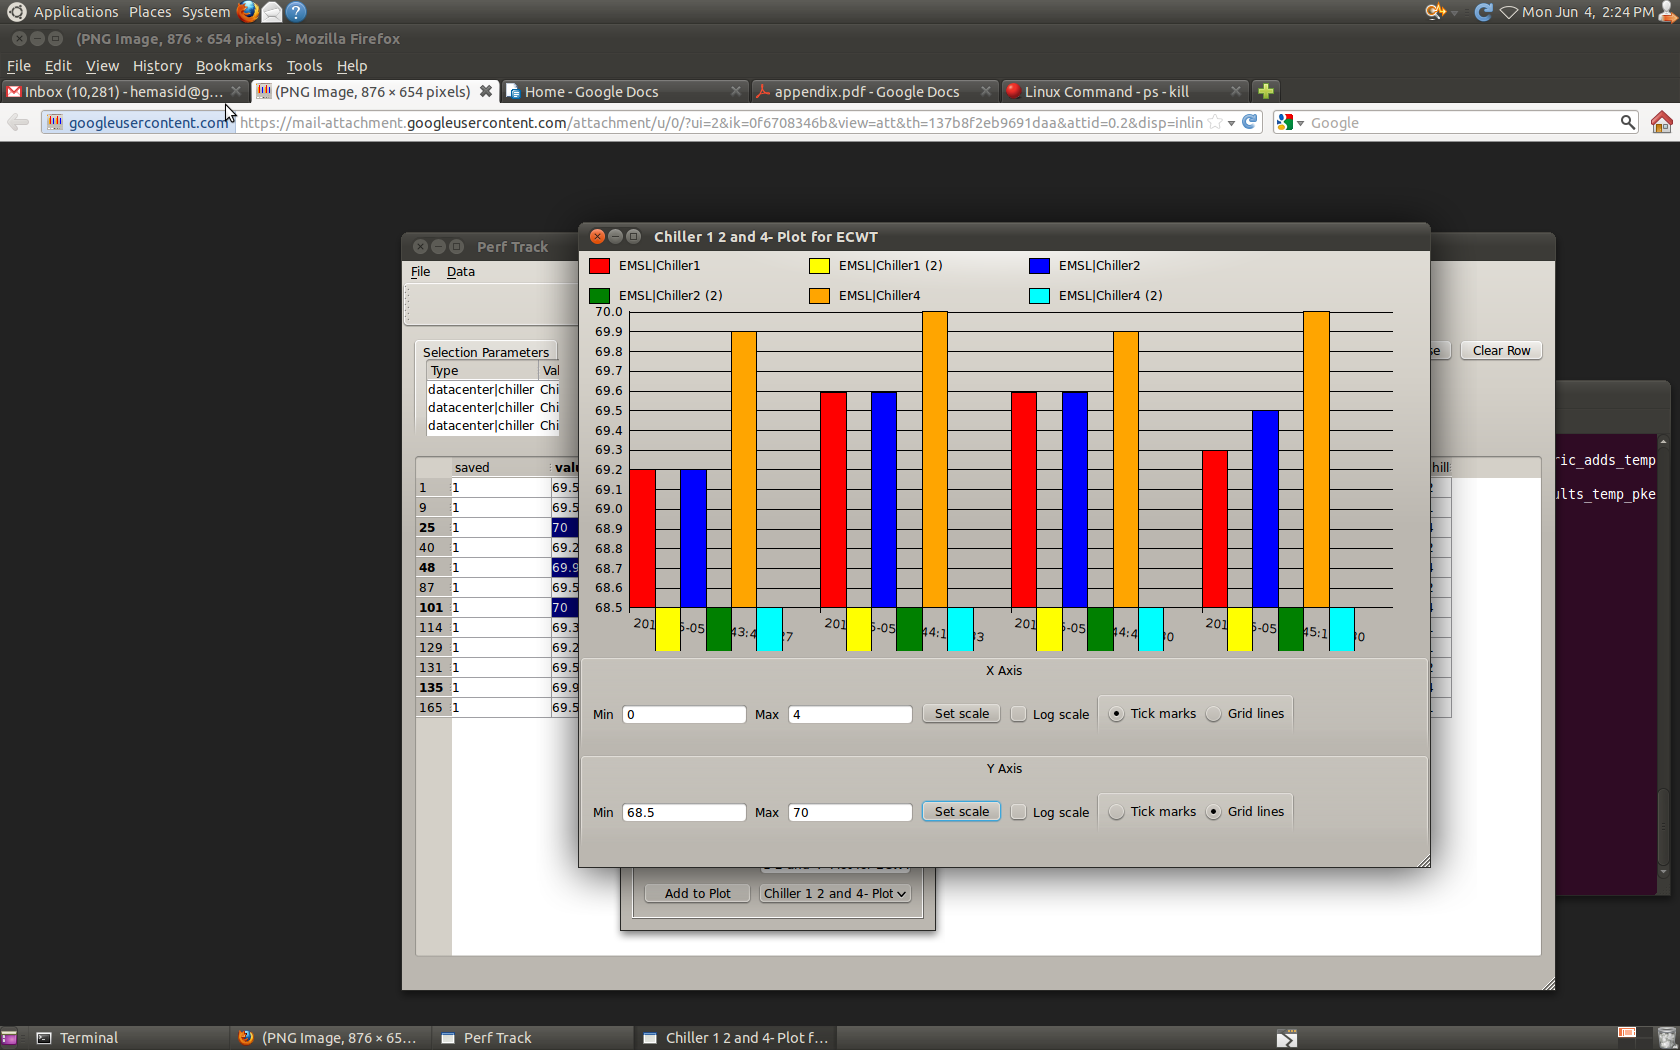 Applications Places System
Mon Jun 4, 2:24 PM
(PNG Image, 876 × 654 pixels) - Mozilla Firefox
File Edit View History Bookmarks Tools Help
Inbox (10,281) - hemasid@g...
(PNG Image, 876 × 654 pixels)
Home - Google Docs
appendix.pdf - Google Docs
Linux Command - ps - kill
googleusercontent.com
https://mail-attachment.googleusercontent.com/attachment/u/0/?ui=2&ik=0f6708346b&view=att&th=137b8f2eb9691daa&attid=0.2&disp=inlin
Google
Perf Track
File Data
Selection Parameters
Type Val
datacenter|chiller Chi
datacenter|chiller Chi
datacenter|chiller Chi
Clear Row
saved valu
1 1 69.5
9 1 69.5
25 1 70
40 1 69.2
48 1 69.9
87 1 69.5
101 1 70
114 1 69.3
129 1 69.2
131 1 69.5
135 1 69.9
165 1 69.5
hill
ric_adds_temp
ults_temp_pke
Chiller 1 2 and 4- Plot for ECWT
EMSL|Chiller1 EMSL|Chiller1 (2) EMSL|Chiller2
EMSL|Chiller2 (2) EMSL|Chiller4 EMSL|Chiller4 (2)
70.0
69.9
69.8
69.7
69.6
69.5
69.4
69.3
69.2
69.1
69.0
68.9
68.8
68.7
68.6
68.5
201 -05 43:4 27 201 -05 44:1 201 -05 44:4 30 201 -05 45:1 30
X Axis
Min 0 Max 4 Set scale Log scale Tick marks Grid lines
Y Axis
Min 68.5 Max 70 Set scale Log scale Tick marks Grid lines
Add to Plot Chiller 1 2 and 4- Plot
Terminal
(PNG Image, 876 × 65...
Perf Track
Chiller 1 2 and 4- Plot f...